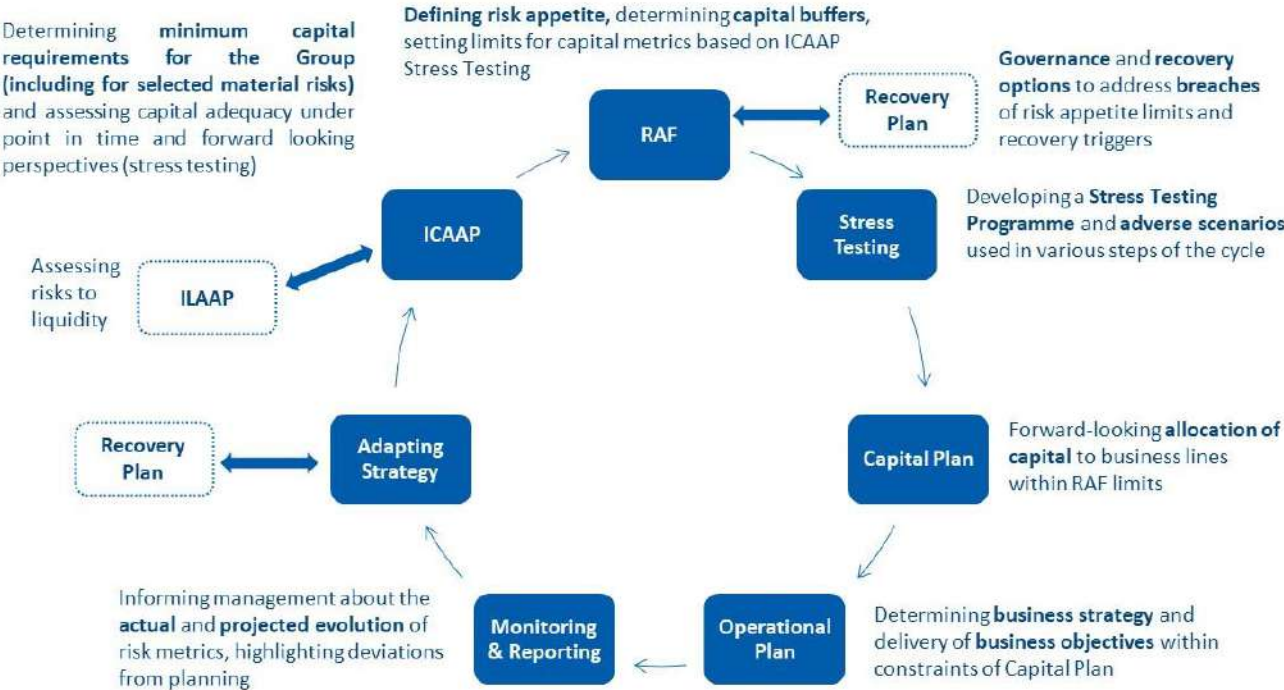 Determining minimum capital
requirements for the Group
(including for selected material risks)
and assessing capital adequacy under
point in time and forward looking
perspectives (stress testing)
Defining risk appetite, determining capital buffers,
setting limits for capital metrics based on ICAAP
Stress Testing
RAF
Recovery
Plan
Governance and recovery
options to address breaches
of risk appetite limits and
recovery triggers
ICAAP
Stress
Testing
Developing a Stress Testing
Programme and adverse scenarios
used in various steps of the cycle
Assessing
risks to
liquidity
ILAAP
Recovery
Plan
Adapting
Strategy
Capital Plan
Forward-looking allocation of
capital to business lines
within RAF limits
Informing management about the
actual and projected evolution of
risk metrics, highlighting deviations
from planning
Monitoring
& Reporting
Operational
Plan
Determining business strategy and
delivery of business objectives within
constraints of Capital Plan